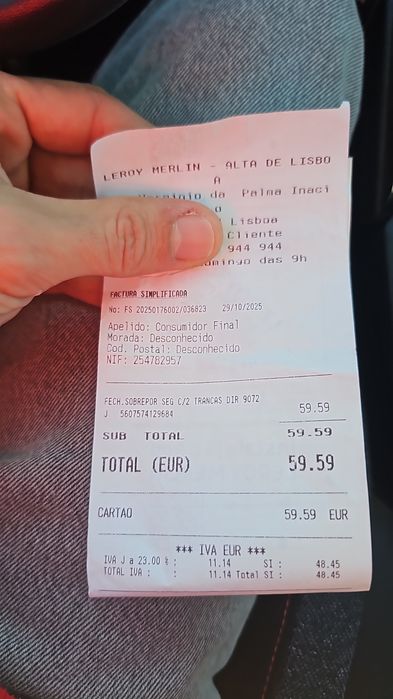 LEROY MERLIN - ALTA DE LISBO
A
da Palma Inaci
o
Lisboa
Cliente
944 944
das 9h
FACTURA SIMPLIFICADA
No: FS 20250176002/036823 29/10/2025
Apelido: Consumidor Final
Morada: Desconhecido
Cod. Postal: Desconhecido
NIF: 254782957
FECH.SOBREPOR SEG C/2 TRANCAS DIR 9072
J 5607574129684 59.59
SUB TOTAL 59.59
TOTAL (EUR) 59.59
CARTAO 59.59 EUR
*** IVA EUR ***
IVA J a 23.00 % : 11.14 SI : 48.45
TOTAL IVA : : 11.14 Total SI : 48.45